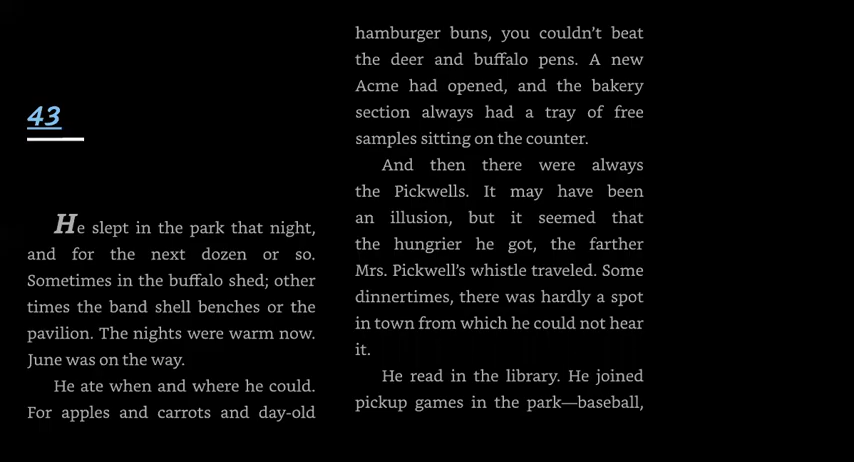 43
He slept in the park that night,
and for the next dozen or so.
Sometimes in the buffalo shed; other
times the band shell benches or the
pavilion. The nights were warm now.
June was on the way.
He ate when and where he could.
For apples and carrots and day-old
hamburger buns, you couldn’t beat
the deer and buffalo pens. A new
Acme had opened, and the bakery
section always had a tray of free
samples sitting on the counter.
And then there were always
the Pickwells. It may have been
an illusion, but it seemed that
the hungrier he got, the farther
Mrs. Pickwell’s whistle traveled. Some
dinnertimes, there was hardly a spot
in town from which he could not hear
it.
He read in the library. He joined
pickup games in the park—baseball,